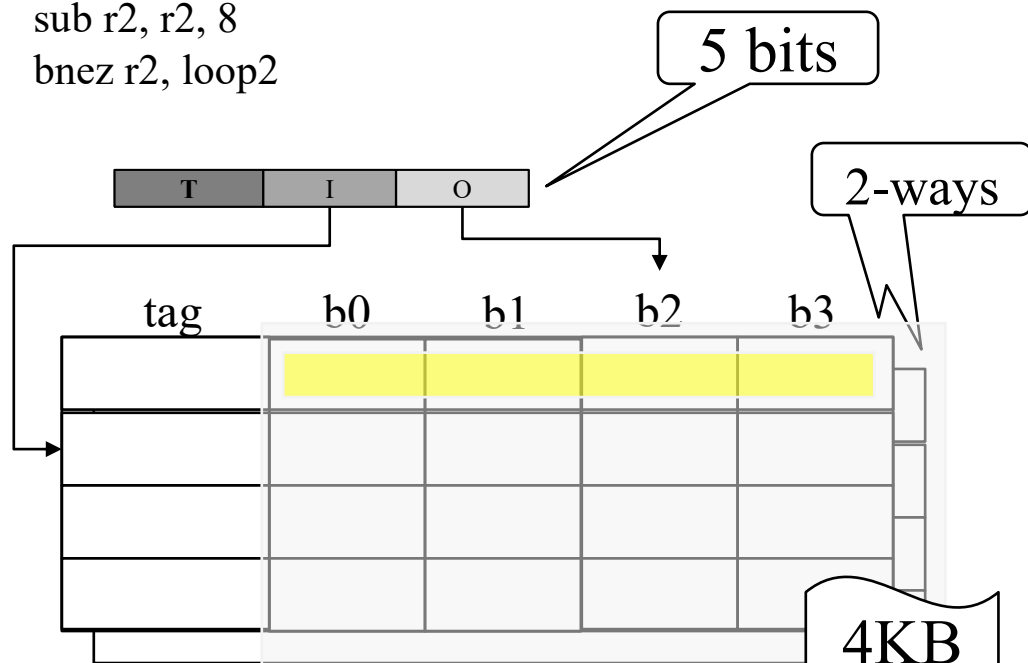 sub r2, r2, 8
bnez r2, loop2
5 bits
2-ways
T I O
tag b0 b1 b2 b3
4KB